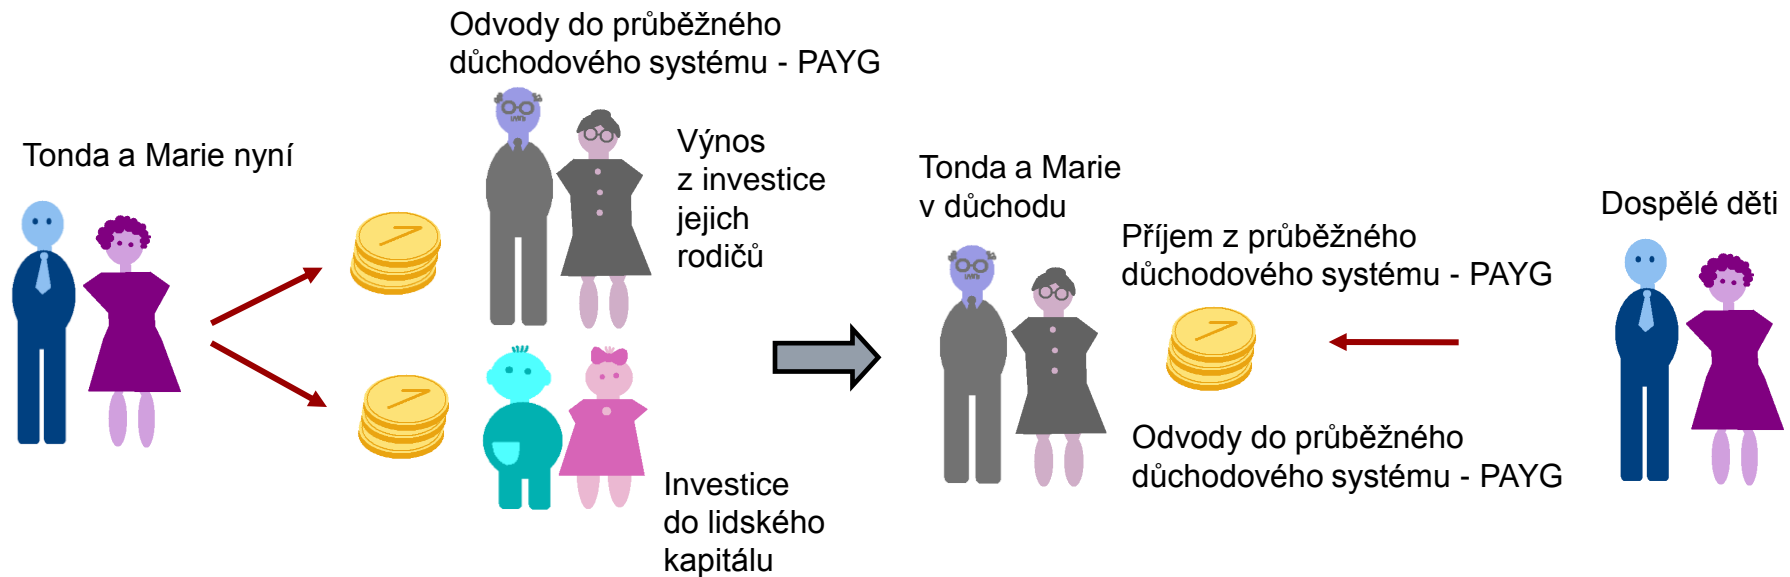 Odvody do průběžného
důchodového systému - PAYG
Tonda a Marie nyní
Výnos
z investice
jejich
rodičů
Investice
do lidského
kapitálu
Tonda a Marie
v důchodu
Příjem z průběžného
důchodového systému - PAYG
Odvody do průběžného
důchodového systému - PAYG
Dospělé děti